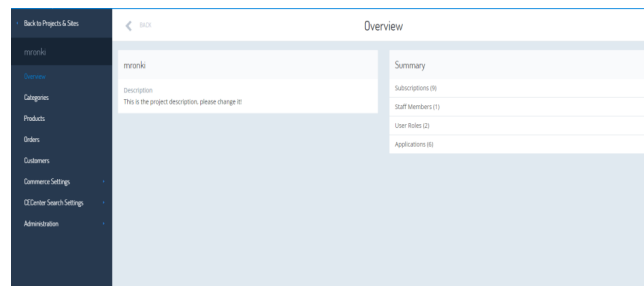 Back to Projects & Sites
mronki
Overview
Categories
Products
Orders
Customers
Commerce Settings
CECenter Search Settings
Administration
BACK
Overview
mronki
Description
This is the project description, please change it!
Summary
Subscriptions (9)
Staff Members (1)
User Roles (2)
Applications (6)